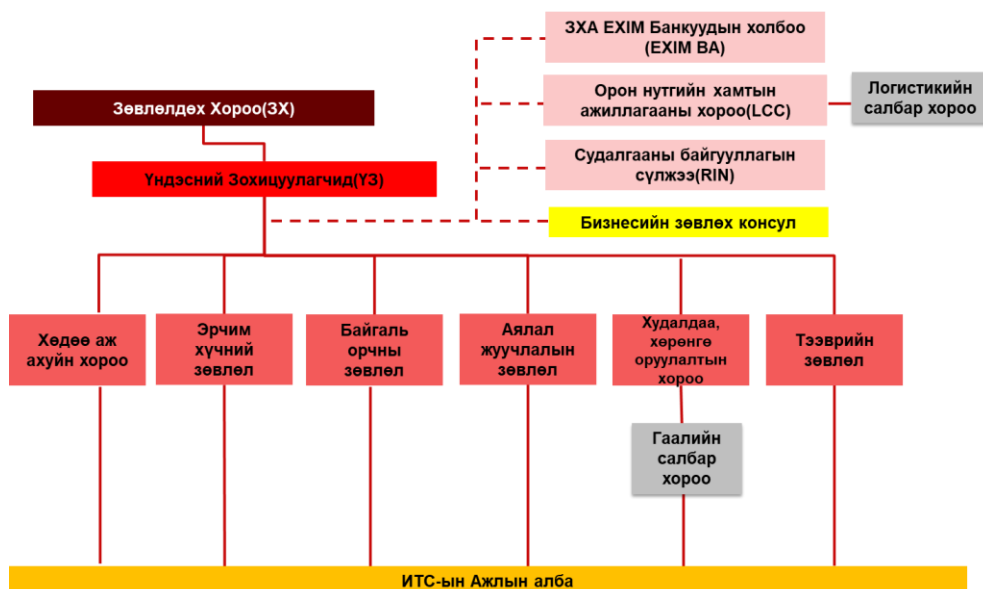 ЗХА EXIM Банкуудын холбоо
(EXIM BA)
Зөвлөлдөх Хороо(ЗХ)
Орон нутгийн хамтын
ажиллагааны хороо(LCC)
Логистикийн
салбар хороо
Үндэсний Зохицуулагчид(ҮЗ)
Судалгааны байгууллагын
сүлжээ(RIN)
Бизнесийн зөвлөх консул
Хөдөө аж
ахуйн хороо
Эрчим
хүчний
зөвлөл
Байгаль
орчны
зөвлөл
Аялал
жуучлалын
зөвлөл
Худалдаа,
хөрөнгө
оруулалтын
хороо
Тээврийн
зөвлөл
Гаалийн
салбар
хороо
ИТС-ын Ажлын алба